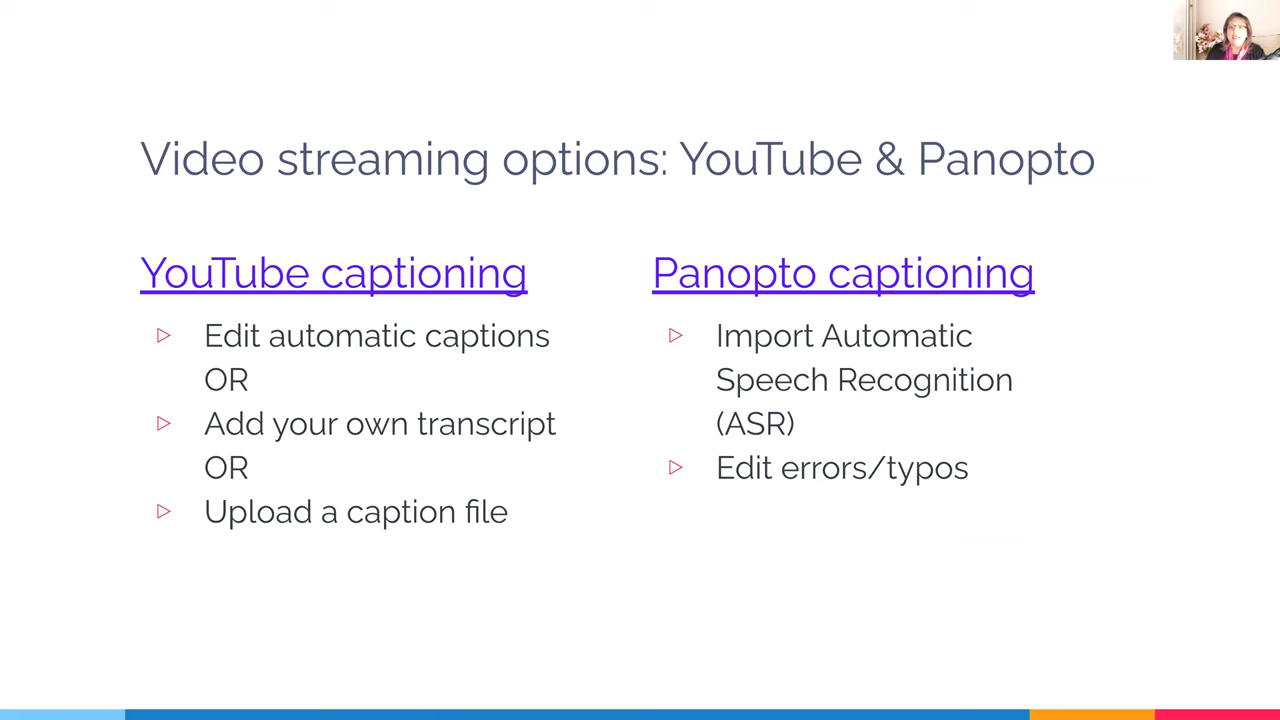 Video streaming options: YouTube & Panopto
YouTube captioning
Edit automatic captions
OR
Add your own transcript
OR
Upload a caption file
Panopto captioning
Import Automatic
Speech Recognition
(ASR)
Edit errors/typos